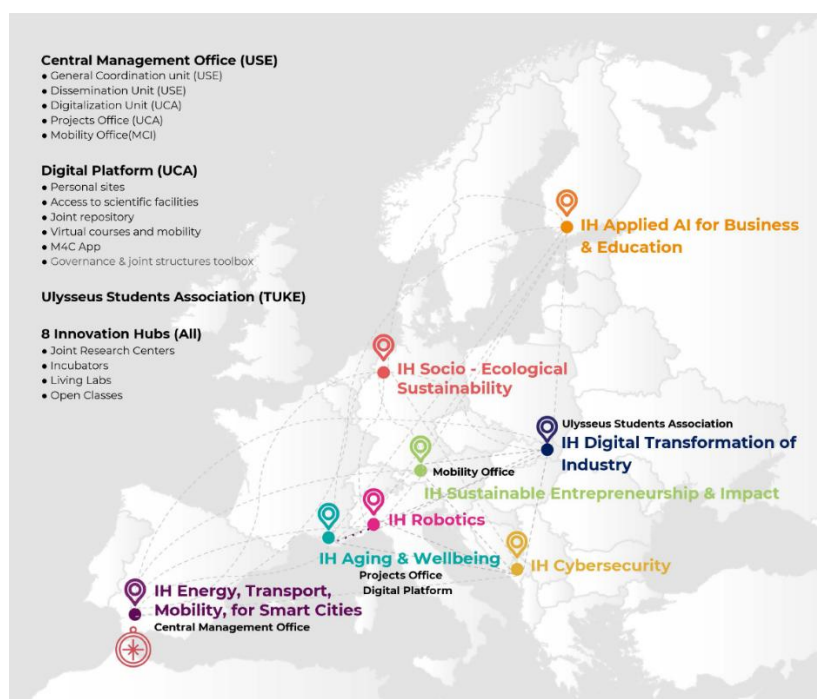 Central Management Office (USE)
● General Coordination unit (USE)
● Dissemination Unit (USE)
● Digitalization Unit (UCA)
● Projects Office (UCA)
● Mobility Office(MCI)
Digital Platform (UCA)
● Personal sites
● Access to scientific facilities
● Joint repository
● Virtual courses and mobility
● M4C App
● Governance & joint structures toolbox
Ulysseus Students Association (TUKE)
8 Innovation Hubs (All)
● Joint Research Centers
● Incubators
● Living Labs
● Open Classes
IH Applied AI for Business
& Education
IH Socio - Ecological
Sustainability
Ulysseus Students Association
IH Digital Transformation of
Industry
Mobility Office
IH Sustainable Entrepreneurship & Impact
IH Robotics
IH Aging & Wellbeing
Projects Office
Digital Platform
IH Cybersecurity
IH Energy, Transport,
Mobility, for Smart Cities
Central Management Office